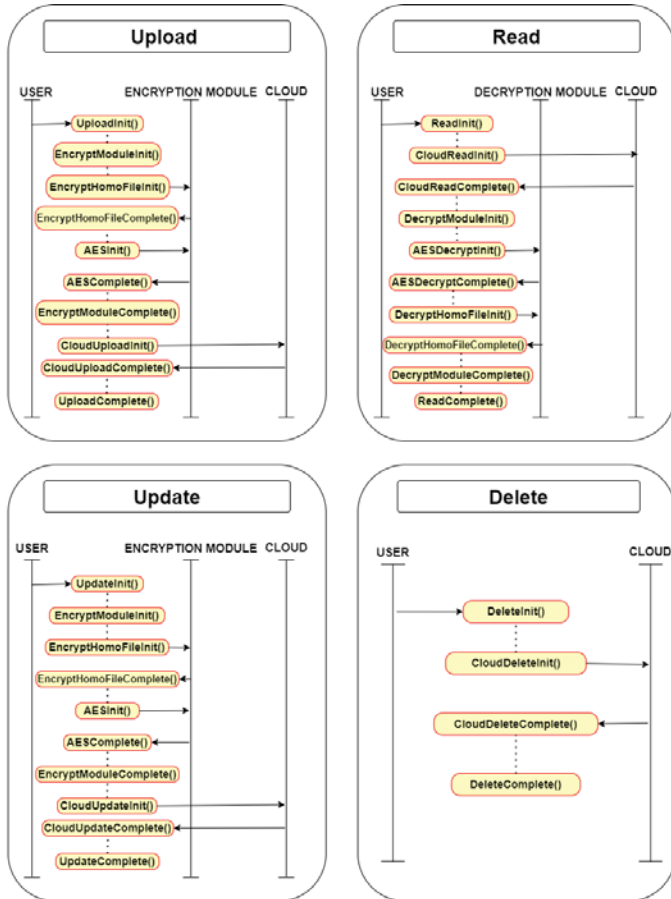 Upload
USER ENCRYPTION MODULE CLOUD
UploadInit()
EncryptModuleInit()
EncryptHomoFileInit()
EncryptHomoFileComplete()
AESInit()
AESComplete()
EncryptModuleComplete()
CloudUploadInit()
CloudUploadComplete()
UploadComplete()
Read
USER DECRYPTION MODULE CLOUD
ReadInit()
CloudReadInit()
CloudReadComplete()
DecryptModuleInit()
AESDecryptInit()
AESDecryptComplete()
DecryptHomoFileInit()
DecryptHomoFileComplete()
DecryptModuleComplete()
ReadComplete()
Update
USER ENCRYPTION MODULE CLOUD
UpdateInit()
EncryptModuleInit()
EncryptHomoFileInit()
EncryptHomoFileComplete()
AESInit()
AESComplete()
EncryptModuleComplete()
CloudUpdateInit()
CloudUpdateComplete()
UpdateComplete()
Delete
USER CLOUD
DeleteInit()
CloudDeleteInit()
CloudDeleteComplete()
DeleteComplete()